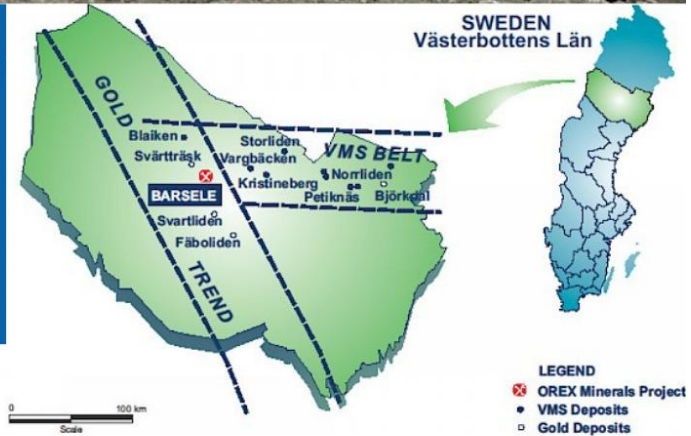 SWEDEN
Västerbottens Län
GOLD
TREND
VMS BELT
Blaiken
Storliden
Svärtträsk
Vargbäcken
Norrliden
Kristineberg
Petiknäs
Björkdal
BARSELE
Svartliden
Fäboliden
0 100 km
Scale
LEGEND
OREX Minerals Project
VMS Deposits
Gold Deposits